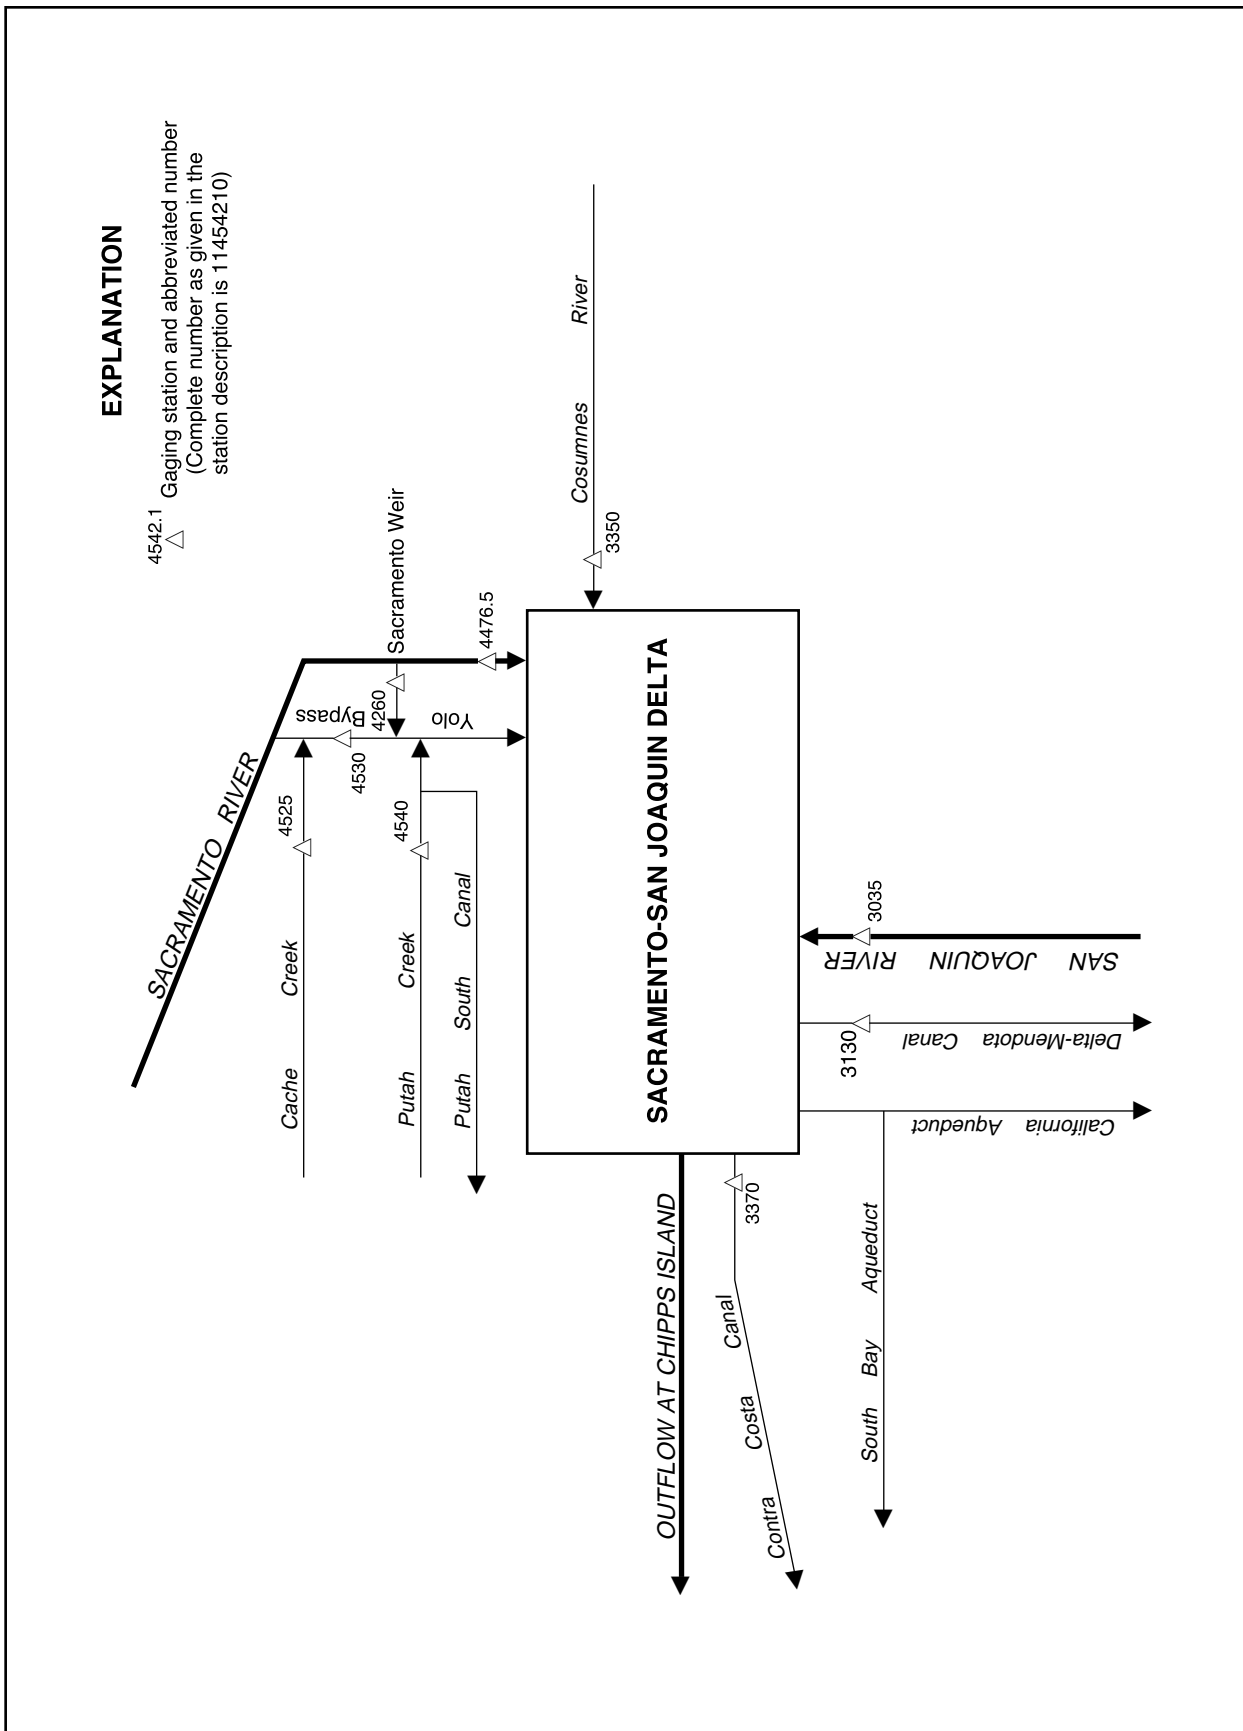 EXPLANATION
4542.1
Gaging station and abbreviated number
(Complete number as given in the
station description is 11454210)
SACRAMENTO RIVER
Cache Creek
4525
Bypass
4530
4260
Sacramento Weir
Yolo
Putah Creek
4540
4476.5
Putah South Canal
Cosumnes River
3350
SACRAMENTO-SAN JOAQUIN DELTA
OUTFLOW AT CHIPPS ISLAND
3370
Contra Costa Canal
South Bay Aqueduct
California Aqueduct
3130
Delta-Mendota Canal
3035
SAN JOAQUIN RIVER